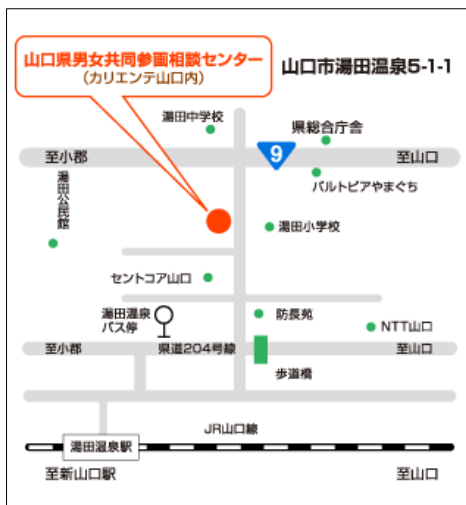 山口県男女共同参画相談センター
（カリエンテ山口内）
山口市湯田温泉5-1-1
湯田中学校
県総合庁舎
至小郡
9
至山口
湯田公民館
パルトピアやまぐち
湯田小学校
セントコア山口
湯田温泉
バス停
防長苑
NTT山口
至小郡
県道204号線
至山口
歩道橋
JR山口線
湯田温泉駅
至新山口駅
至山口